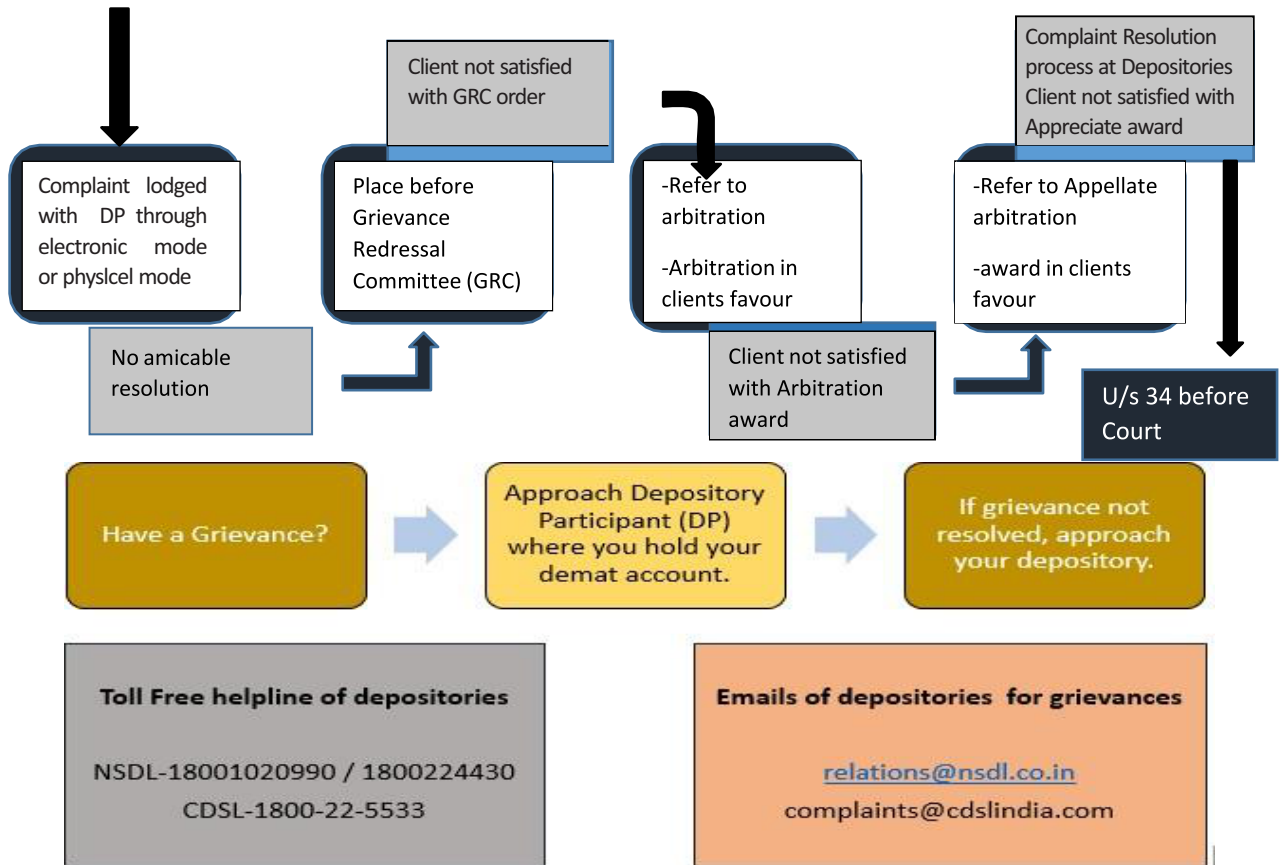 Complaint lodged
with DP through
electronic mode
or physlcel mode
No amicable
resolution
Client not satisfied
with GRC order
Place before
Grievance
Redressal
Committee (GRC)
-Refer to
arbitration
-Arbitration in
clients favour
Client not satisfied
with Arbitration
award
Complaint Resolution
process at Depositories
Client not satisfied with
Appreciate award
-Refer to Appellate
arbitration
-award in clients
favour
U/s 34 before
Court
Have a Grievance?
Approach Depository
Participant (DP)
where you hold your
demat account.
If grievance not
resolved, approach
your depository.
Toll Free helpline of depositories
NSDL-18001020990 / 1800224430
CDSL-1800-22-5533
Emails of depositories for grievances
relations@nsdl.co.in
complaints@cdslindia.com